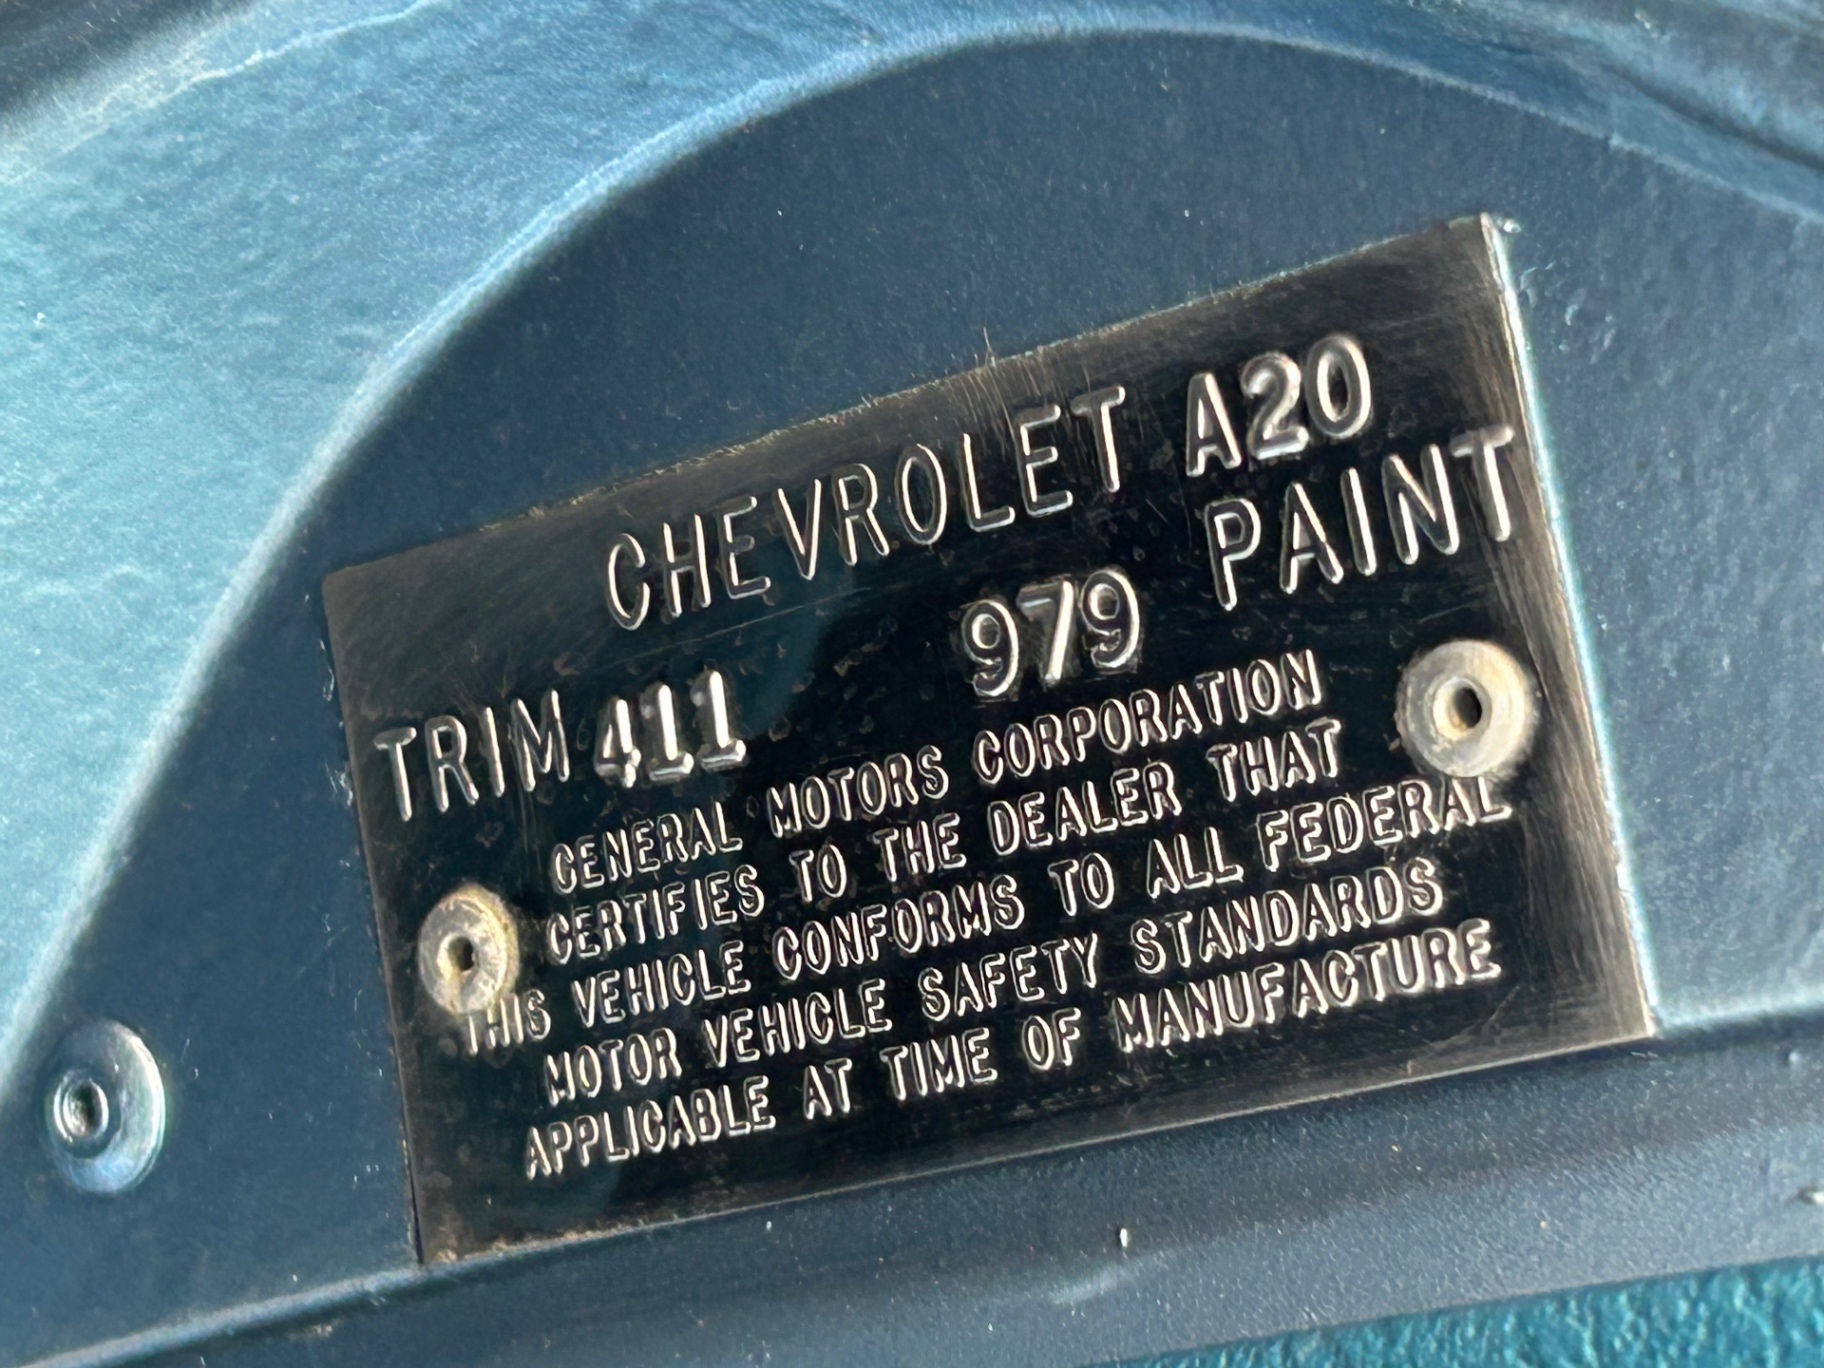 CHEVROLET A20
979 PAINT
TRIM 411
GENERAL MOTORS CORPORATION
CERTIFIES TO THE DEALER THAT
THIS VEHICLE CONFORMS TO ALL FEDERAL
MOTOR VEHICLE SAFETY STANDARDS
APPLICABLE AT TIME OF MANUFACTURE